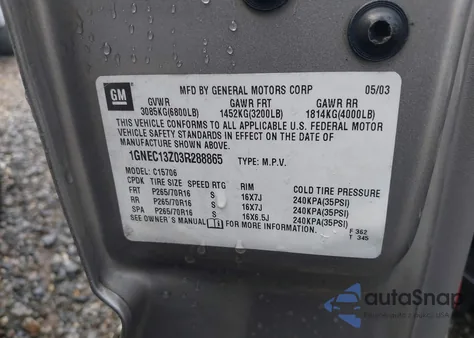 GM
MFD BY GENERAL MOTORS CORP 05/03
GVWR GAWR FRT GAWR RR
3085KG(6800LB) 1452KG(3200LB) 1814KG(4000LB)
THIS VEHICLE CONFORMS TO ALL APPLICABLE U.S. FEDERAL MOTOR
VEHICLE SAFETY STANDARDS IN EFFECT ON THE DATE OF
MANUFACTURE SHOWN ABOVE.
1GNEC13Z03R288865 TYPE: M.P.V.
MODEL: C15706
CPDK TIRE SIZE SPEED RTG RIM COLD TIRE PRESSURE
FRT P265/70R16 S 16X7J 240KPA(35PSI)
RR P265/70R16 S 16X7J 240KPA(35PSI)
SPA P265/70R16 S 16X6.5J 240KPA(35PSI)
SEE OWNER'S MANUAL FOR MORE INFORMATION. F 362
T 345
autoSnap